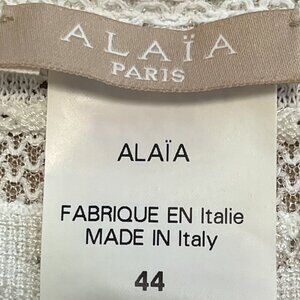 ALAÏA
PARIS
ALAÏA
FABRIQUE EN Italie
MADE IN Italy
44